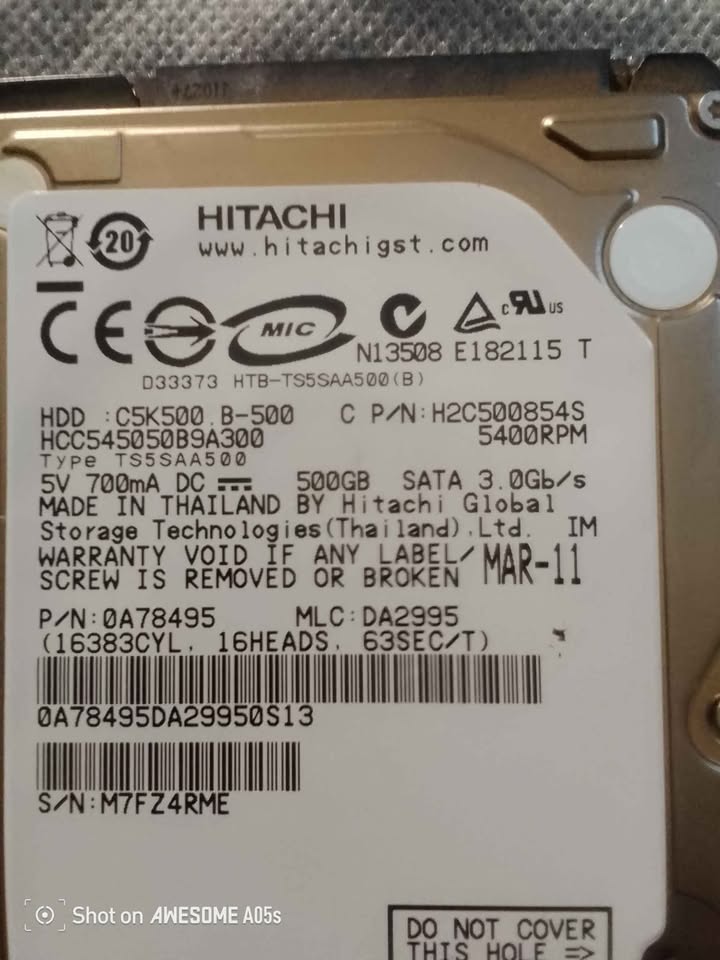 20
HITACHI
www.hitachigst.com
CE MIC c UR US
N13508 E182115 T
D33373 HTB-TS5SAA500(B)
HDD :C5K500.B-500 C P/N:H2C500854S
HCC545050B9A300 5400RPM
Type TS5SAA500
5V 700mA DC 500GB SATA 3.0Gb/s
MADE IN THAILAND BY Hitachi Global
Storage Technologies(Thailand).Ltd. IM
WARRANTY VOID IF ANY LABEL/ MAR-11
SCREW IS REMOVED OR BROKEN
P/N:0A78495 MLC:DA2995
(16383CYL, 16HEADS, 63SEC/T)
0A78495DA29950S13
S/N:M7FZ4RME
Shot on AWESOME A05s
DO NOT COVER
THIS HOLE =>